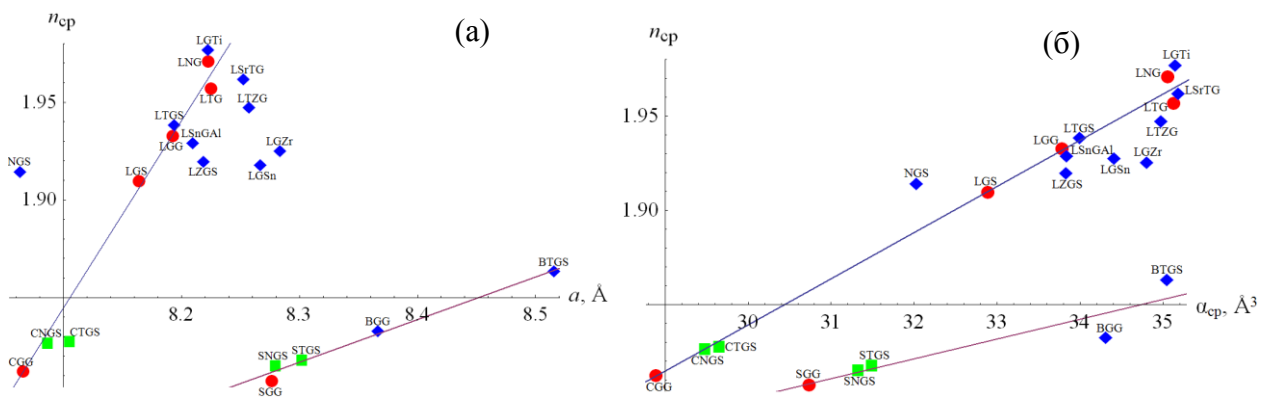 n_cp
(а)
LGTi
LNG
LSrTG
LTG
LTZG
1.95
LTGS
LGG
LSnGAl
LGZr
NGS
LZGS
LGSn
LGS
1.90
BTGS
a, Å
8.2
8.3
8.4
8.5
CNGS
CTGS
BGG
SNGS
STGS
CGG
SGG
n_cp
(б)
LGTi
LNG
LSrTG
LTG
LTZG
1.95
LTGS
LGG
LSnGAl
LGZr
LGSn
NGS
LGS
LZGS
1.90
BTGS
α_cp, Å³
30
31
32
33
34
35
BGG
CNGS
CTGS
STGS
SNGS
CGG
SGG